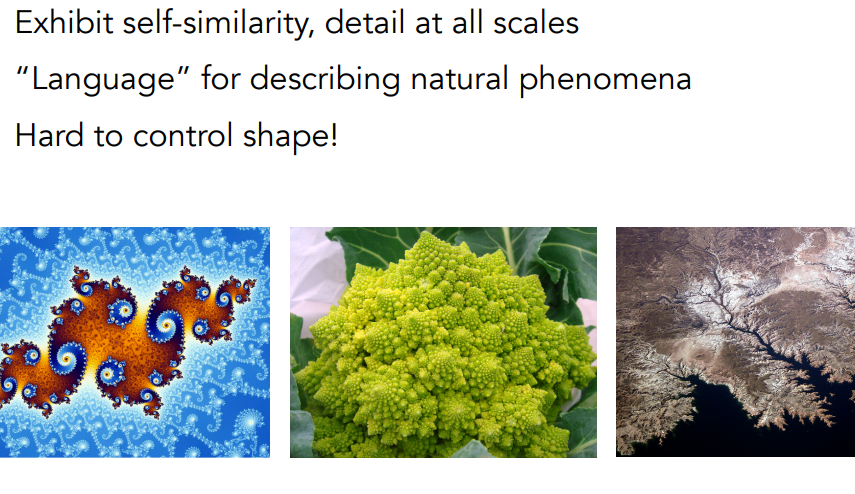 Exhibit self-similarity, detail at all scales
“Language” for describing natural phenomena
Hard to control shape!